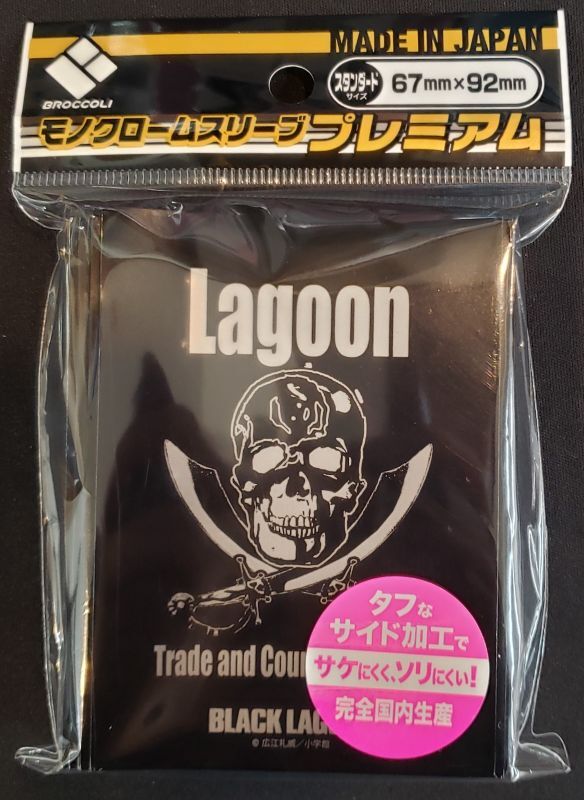 MADE IN JAPAN
BROCCOLI
スタンダード
サイズ
67mm×92mm
モノクロームスリーブプレミアム
Lagoon
Trade and Cour
BLACK LAG
© 広江礼威／小学館
タフな
サイド加工で
サケにくく、ソリにくい!
完全国内生産